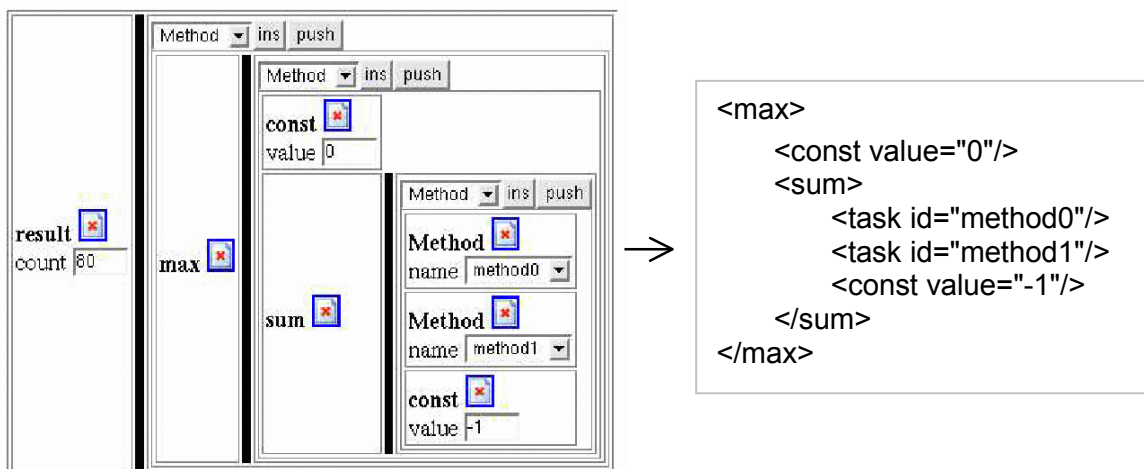 Method ins push
Method ins push
const
value 0
Method ins push
result
count 80
max
sum
Method
name method0
Method
name method1
const
value -1
<max>
<const value="0"/>
<sum>
<task id="method0"/>
<task id="method1"/>
<const value="-1"/>
</sum>
</max>